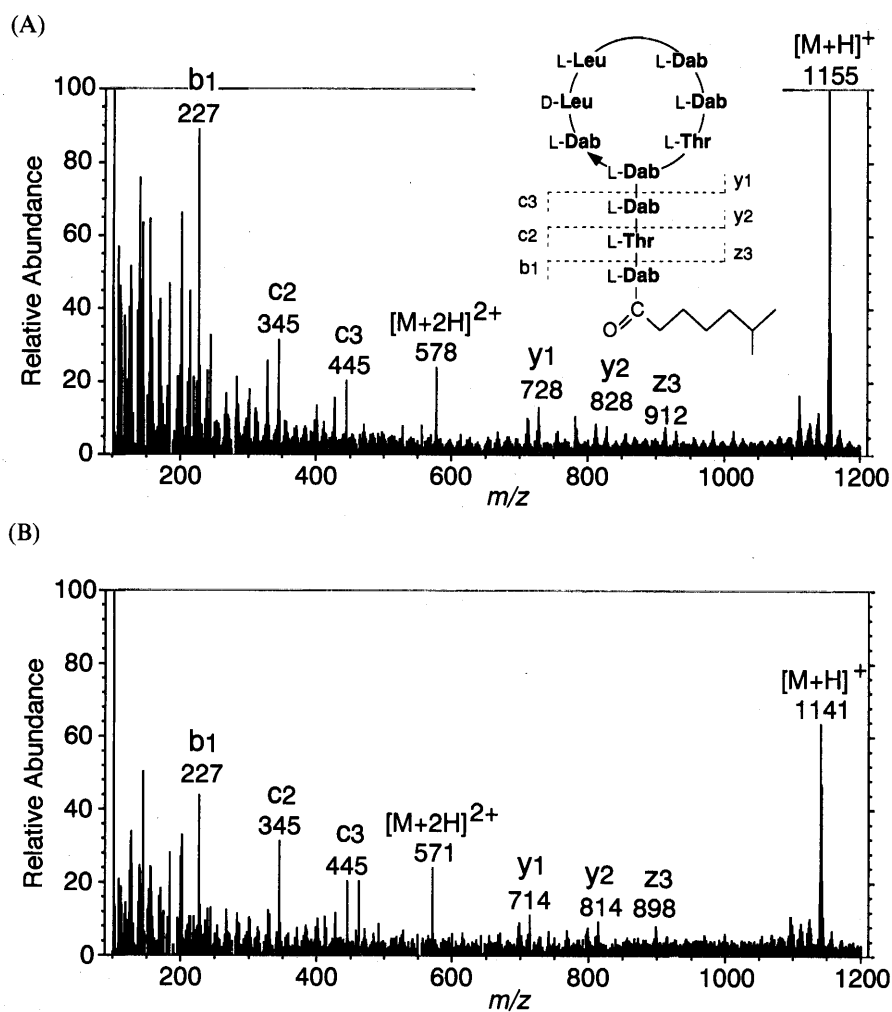 (A)
100
80
60
40
20
0
Relative Abundance
b1
227
c2
345
c3
445
[M+2H]2+
578
y1
728
y2
828
z3
912
[M+H]+
1155
L-Leu
L-Dab
D-Leu
L-Dab
L-Dab
L-Thr
L-Dab
y1
c3
L-Dab
y2
c2
L-Thr
z3
b1
L-Dab
C
O
200 400 600 800 1000 1200
m/z
(B)
100
80
60
40
20
0
Relative Abundance
b1
227
c2
345
c3
445
[M+2H]2+
571
y1
714
y2
814
z3
898
[M+H]+
1141
200 400 600 800 1000 1200
m/z